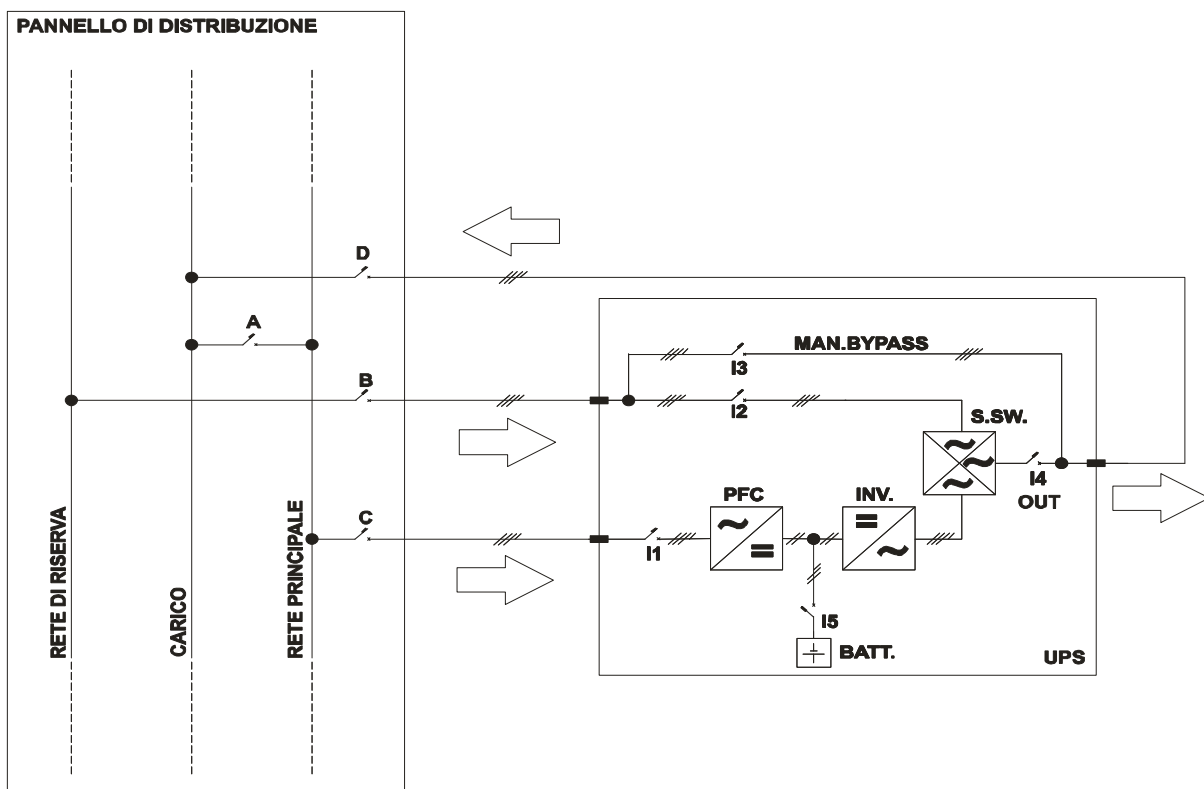 PANNELLO DI DISTRIBUZIONE
D
A
B
C
RETE DI RISERVA
CARICO
RETE PRINCIPALE
MAN.BYPASS
I3
I2
S.SW.
I4
OUT
PFC
INV.
I1
I5
BATT.
UPS